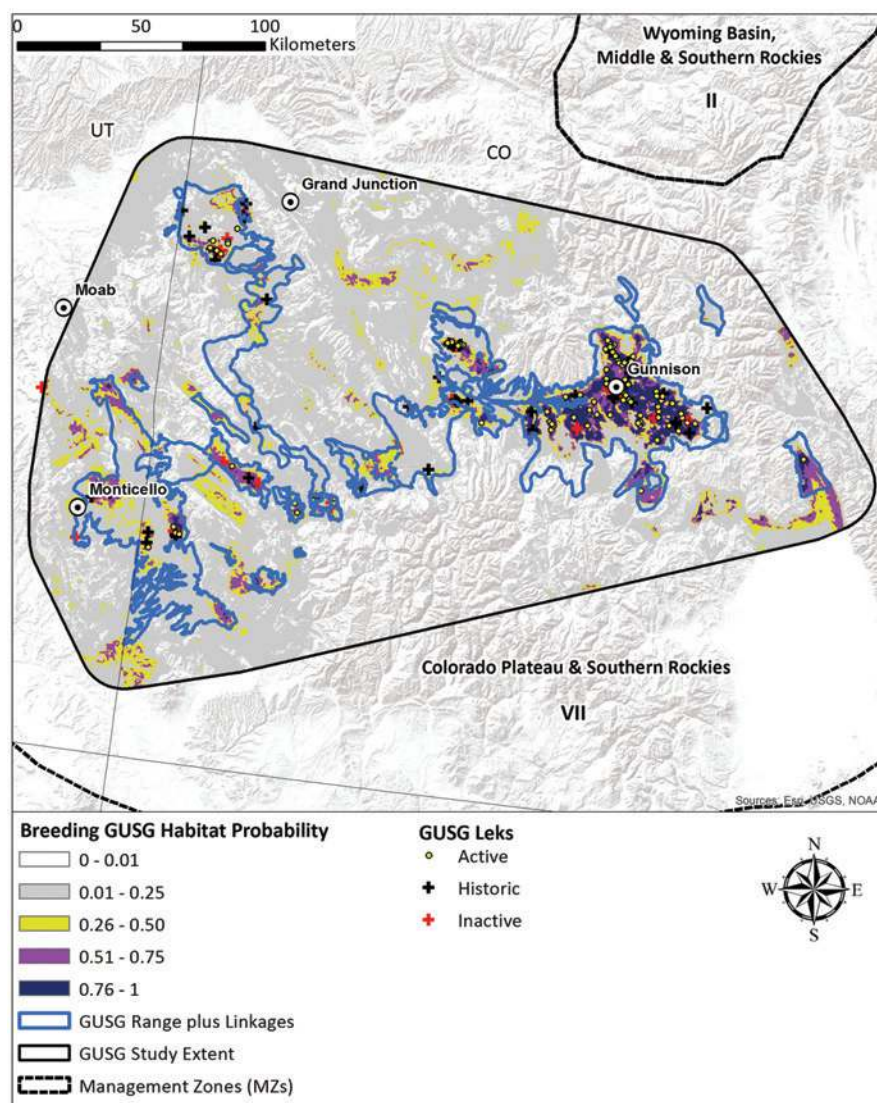 0 50 100
Kilometers
Wyoming Basin,
Middle & Southern Rockies
II
UT
CO
Grand Junction
Moab
Gunnison
Monticello
Colorado Plateau & Southern Rockies
VII
Sources: Esri, USGS, NOAA
Breeding GUSG Habitat Probability
0 - 0.01
0.01 - 0.25
0.26 - 0.50
0.51 - 0.75
0.76 - 1
GUSG Range plus Linkages
GUSG Study Extent
Management Zones (MZs)
GUSG Leks
Active
Historic
Inactive
N
W E
S